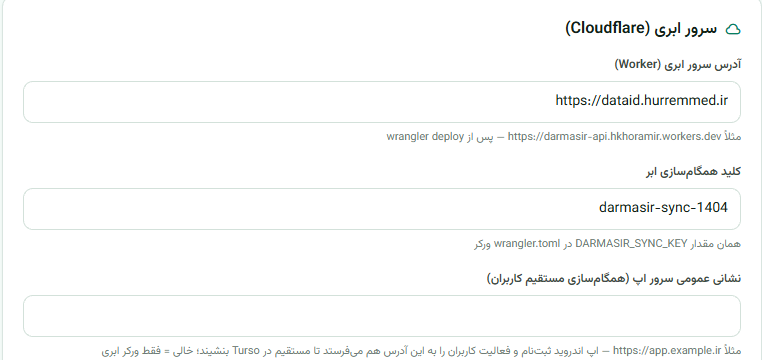 سرور ابری (Cloudflare)
آدرس سرور ابری (Worker)
https://dataid.hurremmed.ir
مثلاً https://darmasir-api.hkhoramir.workers.dev — پس از wrangler deploy
کلید همگام‌سازی ابر
darmasir-sync-1404
همان مقدار DARMASIR_SYNC_KEY در wrangler.toml ورکر
نشانی عمومی سرور اپ (همگام‌سازی مستقیم کاربران)
مثلاً https://app.example.ir — اپ اندروید ثبت‌نام و فعالیت کاربران را به این آدرس هم می‌فرستد تا مستقیم در Turso بنشیند؛ خالی = فقط ورکر ابری